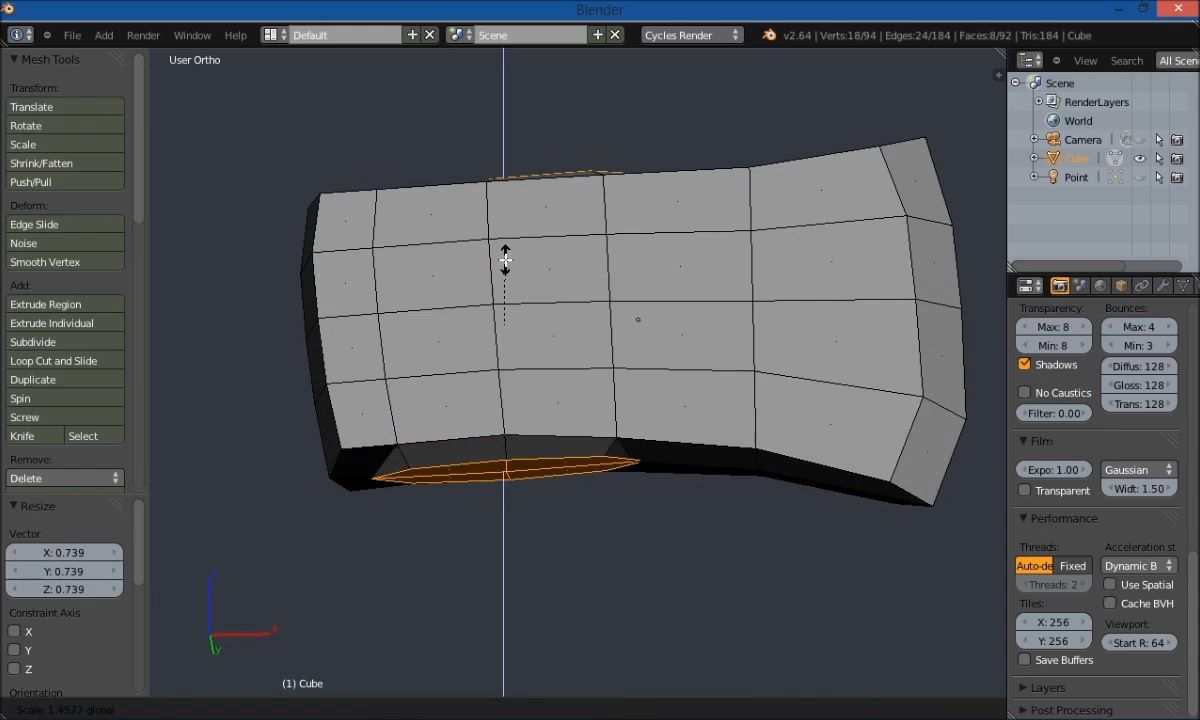 Blender
File Add Render Window Help Default Scene Cycles Render v2.64 | Verts:18/94 | Edges:24/184 | Faces:8/92 | Tris:184 | Cube
Mesh Tools
Transform:
Translate
Rotate
Scale
Shrink/Fatten
Push/Pull
Deform:
Edge Slide
Noise
Smooth Vertex
Add:
Extrude Region
Extrude Individual
Subdivide
Loop Cut and Slide
Duplicate
Spin
Screw
Knife Select
Remove:
Delete
Resize
Vector
X: 0.739
Y: 0.739
Z: 0.739
Constraint Axis
X
Y
Z
Orientation
Scale: 1.4577 global
User Ortho
(1) Cube
x
y
View Search All Scen
Scene
RenderLayers
World
Camera
Cube
Point
Transparency: Bounces:
Max: 8 Max: 4
Min: 8 Min: 3
Shadows Diffus: 128
Gloss: 128
No Caustics Trans: 128
Filter: 0.00
Film
Expo: 1.00 Gaussian
Transparent Widt: 1.50
Performance
Threads: Acceleration st
Auto-de Fixed Dynamic B
Threads: 2 Use Spatial
Tiles: Cache BVH
X: 256 Viewport:
Y: 256 Start R: 64
Save Buffers
Layers
Post Processing